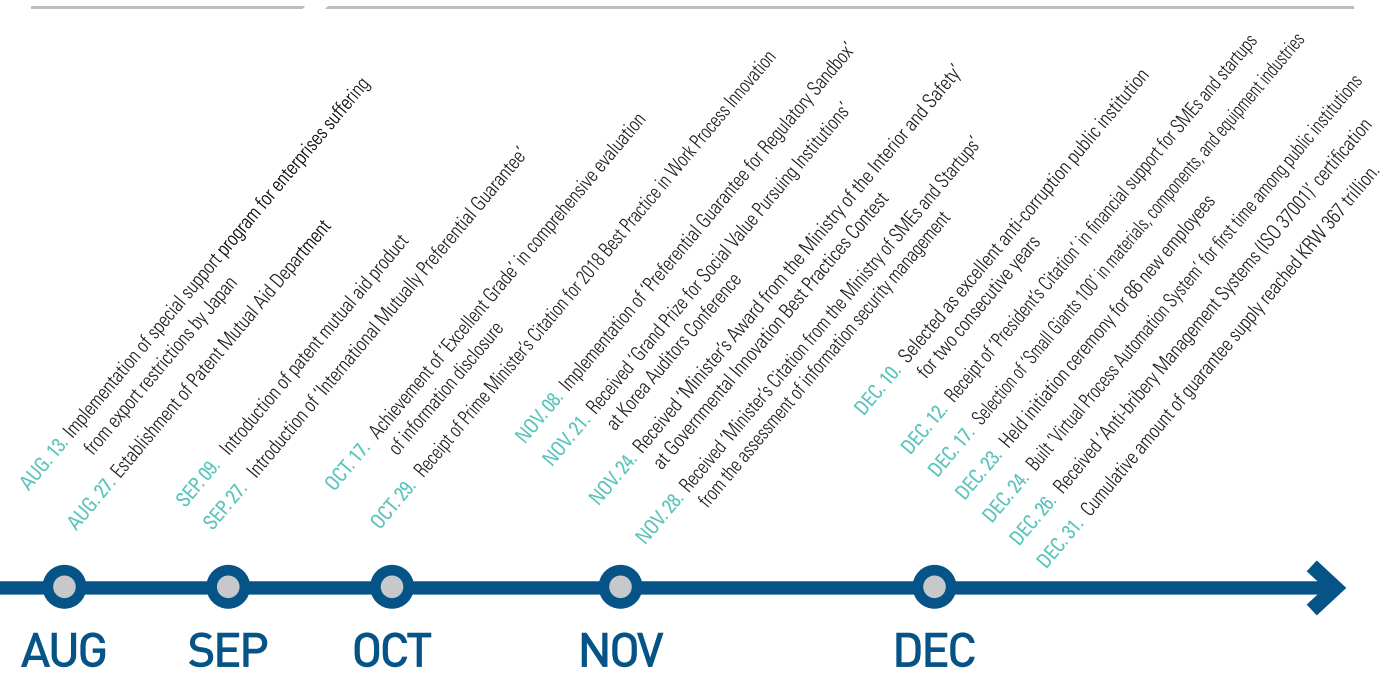 AUG. 13. Implementation of special support program for enterprises suffering
from export restrictions by Japan
AUG. 27. Establishment of Patent Mutual Aid Department
SEP. 09. Introduction of patent mutual aid product
SEP. 27. Introduction of ‘International Mutually Preferential Guarantee’
OCT. 17. Achievement of ‘Excellent Grade’ in comprehensive evaluation
of information disclosure
OCT. 29. Receipt of Prime Minister’s Citation for 2018 Best Practice in Work Process Innovation
NOV. 08. Implementation of ‘Preferential Guarantee for Regulatory Sandbox’
NOV. 21. Received ‘Grand Prize for Social Value Pursuing Institutions’
at Korea Auditors Conference
NOV. 24. Received ‘Minister’s Award from the Ministry of the Interior and Safety’
at Governmental Innovation Best Practices Contest
NOV. 28. Received ‘Minister’s Citation from the Ministry of SMEs and Startups’
from the assessment of information security management
DEC. 10. Selected as excellent anti-corruption public institution
for two consecutive years
DEC. 12. Receipt of ‘President’s Citation’ in financial support for SMEs and startups
DEC. 17. Selection of ‘Small Giants 100’ in materials, components, and equipment industries
DEC. 23. Held initiation ceremony for 86 new employees
DEC. 24. Built ‘Virtual Process Automation System’ for first time among public institutions
DEC. 26. Received ‘Anti-bribery Management Systems (ISO 37001)’ certification
DEC. 31. Cumulative amount of guarantee supply reached KRW 367 trillion.
AUG SEP OCT NOV DEC